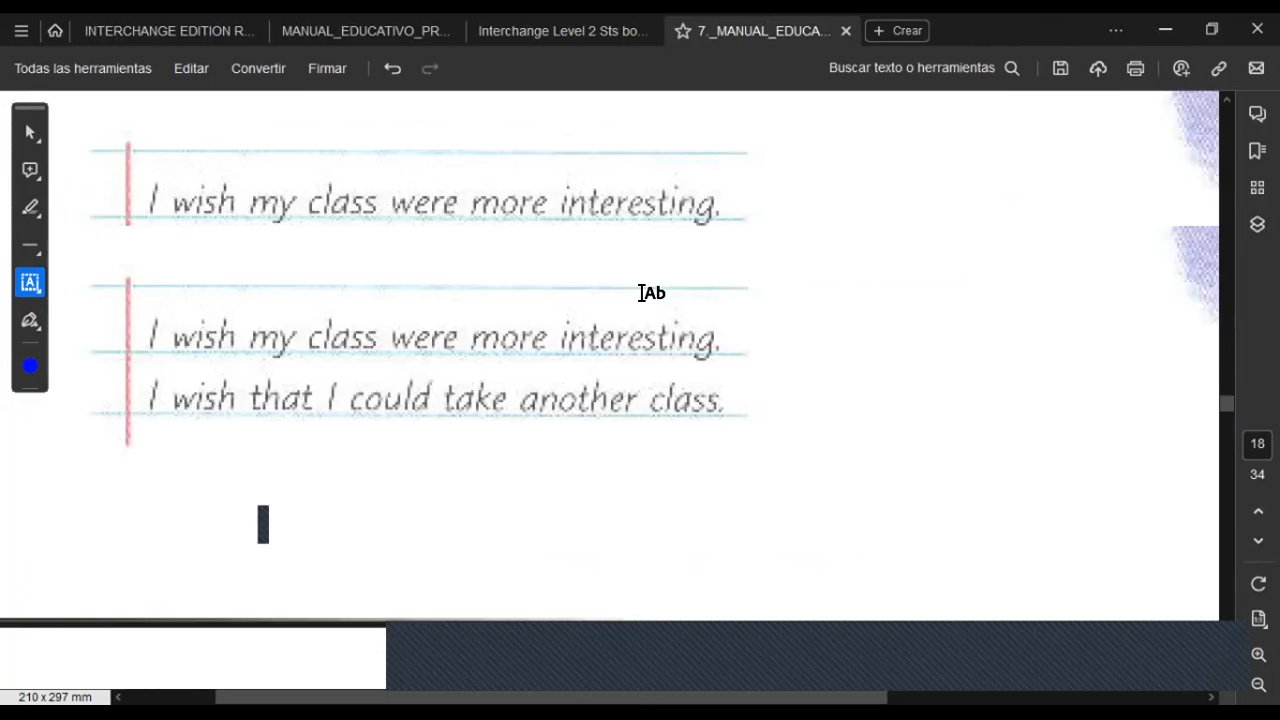 INTERCHANGE EDITION R...
MANUAL_EDUCATIVO_PR...
Interchange Level 2 Sts bo...
7._MANUAL_EDUCA...
+ Crear
Todas las herramientas
Editar
Convertir
Firmar
Buscar texto o herramientas
I wish my class were more interesting.
Ab
I wish my class were more interesting.
I wish that I could take another class.
18
34
210 x 297 mm